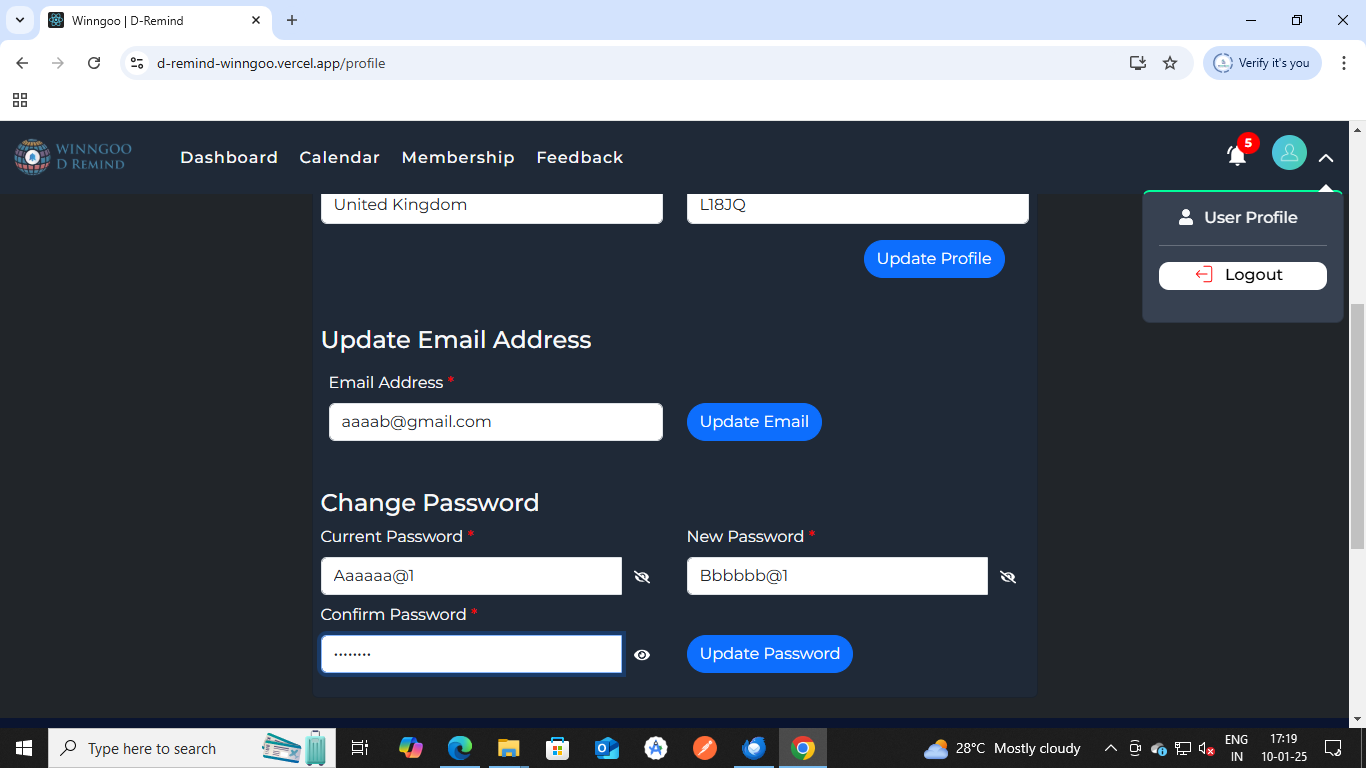 Winngoo | D-Remind
d-remind-winngoo.vercel.app/profile
Verify it's you
WINNGOO
D REMIND
Dashboard Calendar Membership Feedback
5
User Profile
Logout
United Kingdom L18JQ
Update Profile
Update Email Address
Email Address *
aaaab@gmail.com Update Email
Change Password
Current Password * New Password *
Aaaaaa@1 Bbbbbb@1
Confirm Password *
•••••••• Update Password
Type here to search
28°C Mostly cloudy
ENG
IN
17:19
10-01-25